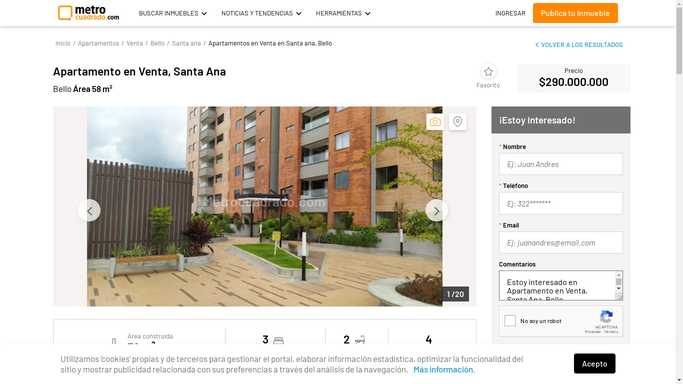 metro
cuadrado.com
BUSCAR INMUEBLES
NOTICIAS Y TENDENCIAS
HERRAMIENTAS
INGRESAR
Publica tu Inmueble
Inicio / Apartamentos / Venta / Bello / Santa ana / Apartamentos en Venta en Santa ana, Bello
VOLVER A LOS RESULTADOS
Apartamento en Venta, Santa Ana
Bello Área 58 m²
Favorito
Precio
$290.000.000
metrocuadrado.com
1 / 20
¡Estoy Interesado!
* Nombre
Ej: Juan Andres
* Teléfono
Ej: 322*******
* Email
Ej: juanandres@email.com
Comentarios
Estoy interesado en
Apartamento en Venta,
Santa Ana, Bello
No soy un robot
reCAPTCHA
Privacidad - Términos
Área construida
3
2
4
Utilizamos 'cookies' propias y de terceros para gestionar el portal, elaborar información estadística, optimizar la funcionalidad del
sitio y mostrar publicidad relacionada con sus preferencias a través del análisis de la navegación. Más información.
Acepto